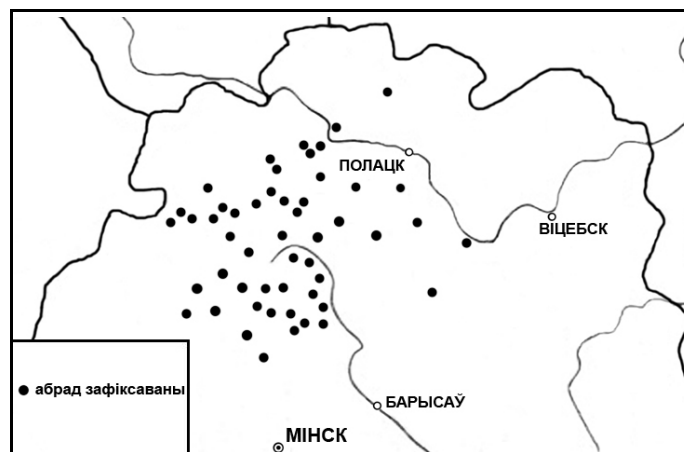 ПОЛАЦК
ВІЦЕБСК
абрад зафіксаваны
БАРЫСАЎ
МІНСК